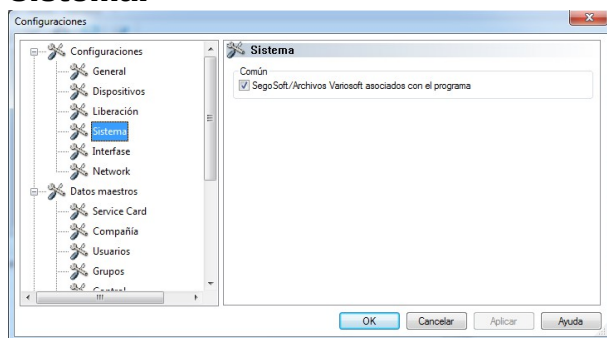 Configuraciones
Configuraciones
General
Dispositivos
Liberación
Sistema
Interfase
Network
Datos maestros
Service Card
Compañía
Usuarios
Grupos
Sistema
Común
SegoSoft/Archivos Variosoft asociados con el programa
OK
Cancelar
Aplicar
Ayuda